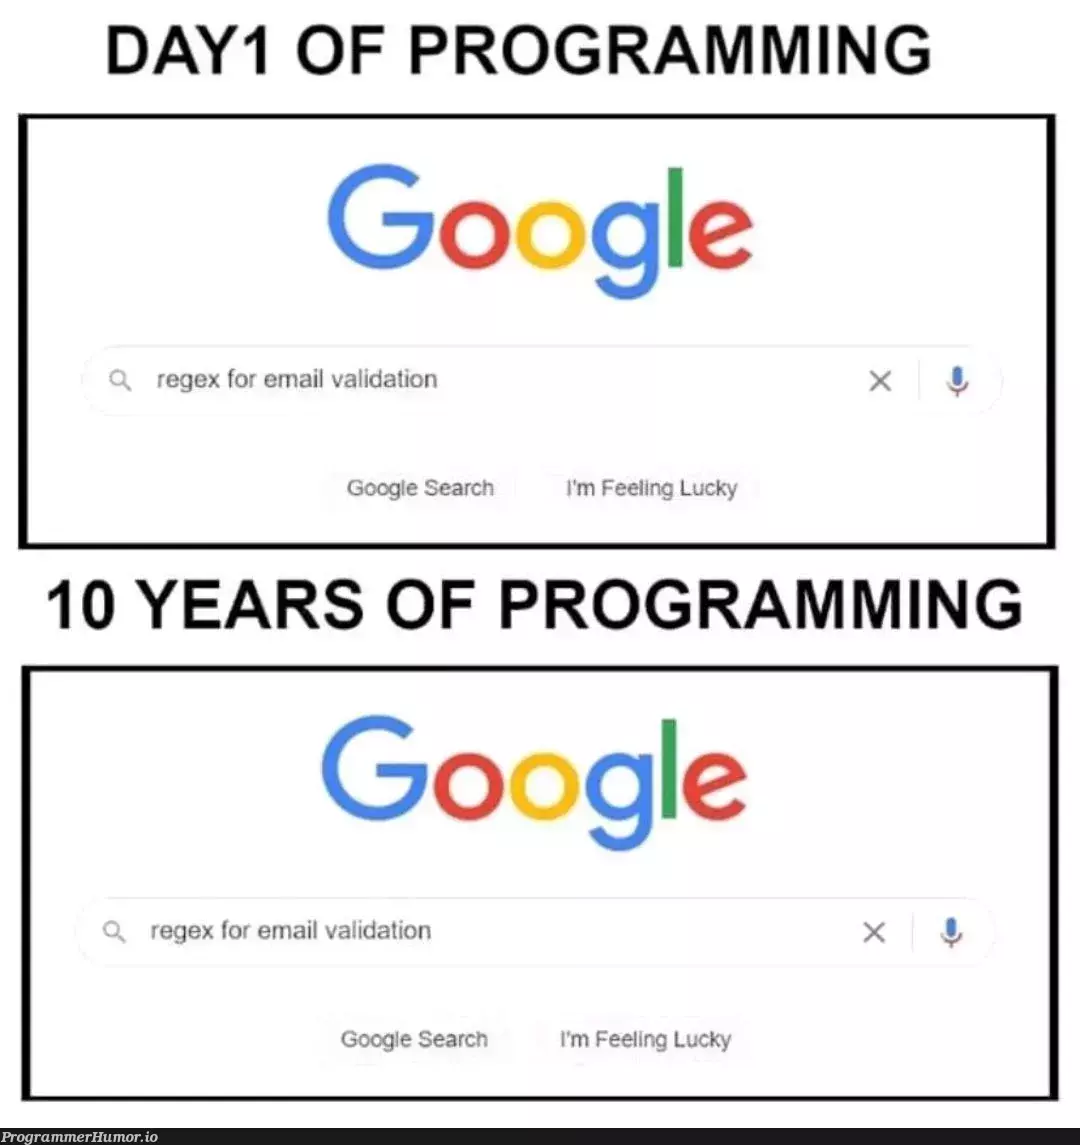 DAY1 OF PROGRAMMING
Google
regex for email validation
Google Search I'm Feeling Lucky
10 YEARS OF PROGRAMMING
Google
regex for email validation
Google Search I'm Feeling Lucky
ProgrammerHumor.io